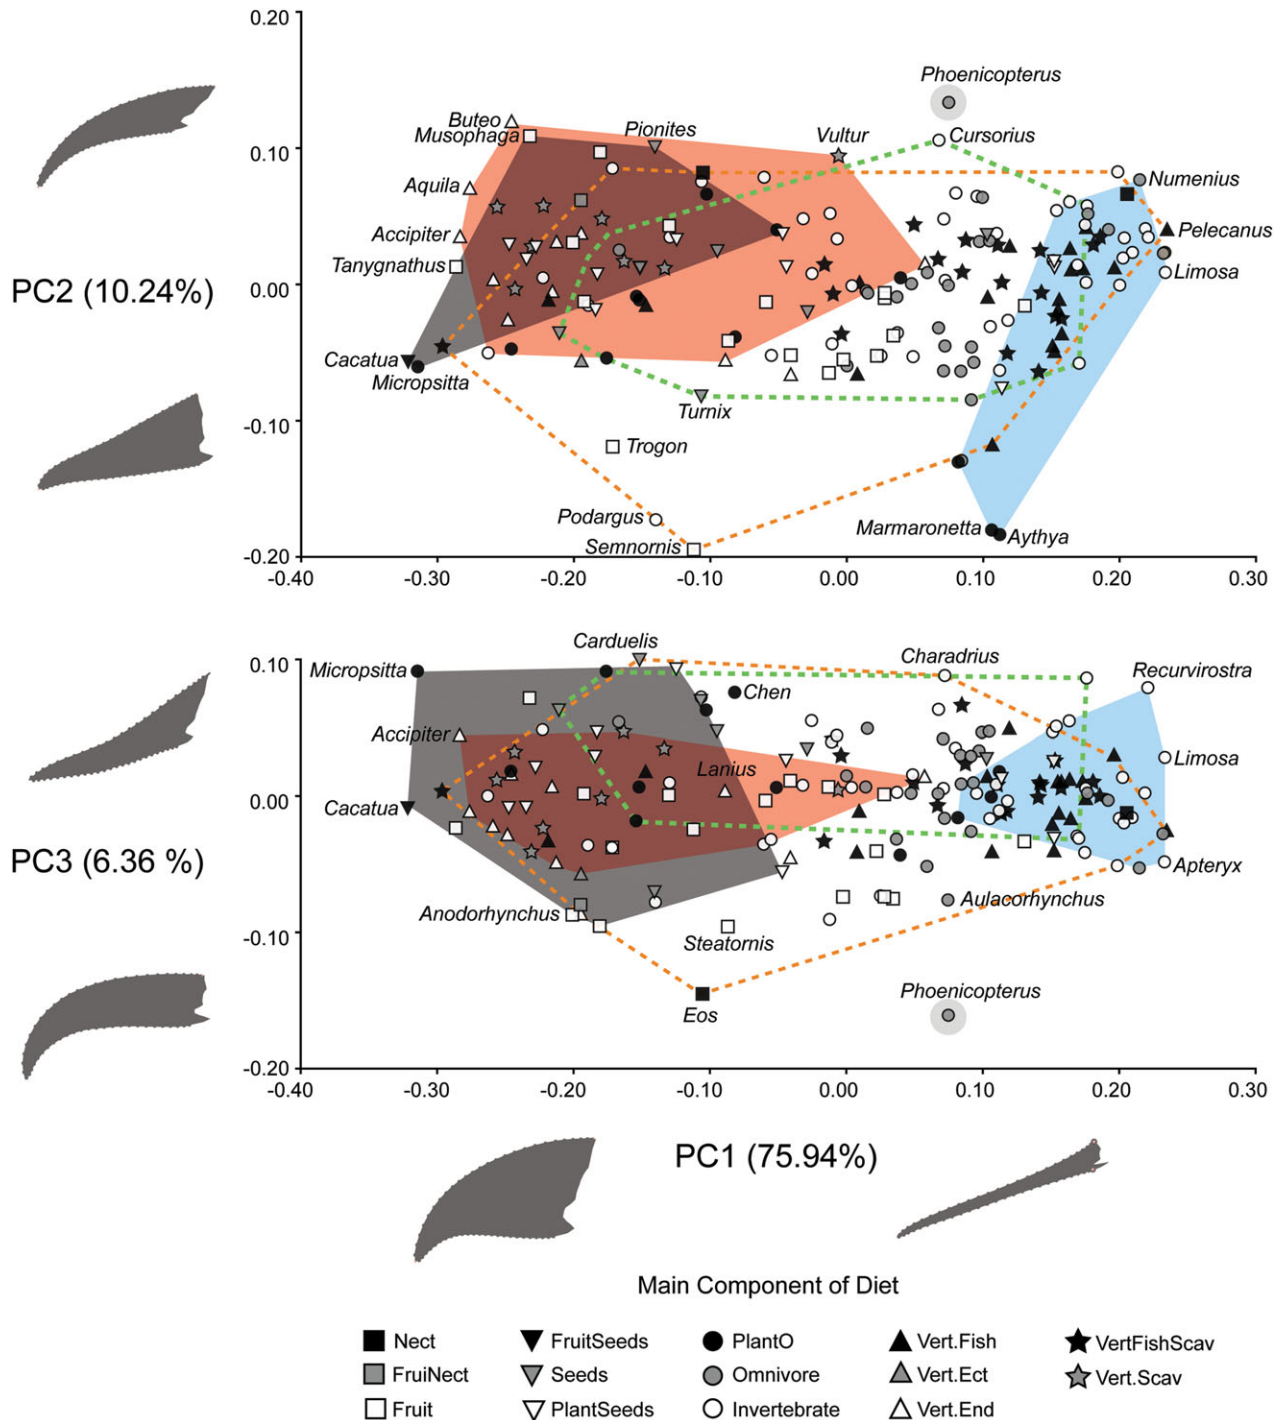 0.20
Phoenicopterus
Buteo
Musophaga
Pionites
Vultur
Cursorius
0.10
Aquila
Numenius
Accipiter
Pelecanus
Tanygnathus
Limosa
PC2 (10.24%)
0.00
Cacatua
Micropsitta
Turnix
-0.10
Trogon
Podargus
Marmaronetta
Aythya
Semnornis
-0.20
-0.40 -0.30 -0.20 -0.10 0.00 0.10 0.20 0.30
Carduelis
0.10
Micropsitta
Charadrius
Recurvirostra
Chen
Accipiter
Limosa
Lanius
0.00
Cacatua
PC3 (6.36 %)
Apteryx
Anodorhynchus
Aulacorhynchus
-0.10
Steatornis
Eos
Phoenicopterus
-0.20
-0.40 -0.30 -0.20 -0.10 0.00 0.10 0.20 0.30
PC1 (75.94%)
Main Component of Diet
Nect FruitSeeds PlantO Vert.Fish VertFishScav
FruiNect Seeds Omnivore Vert.Ect Vert.Scav
Fruit PlantSeeds Invertebrate Vert.End